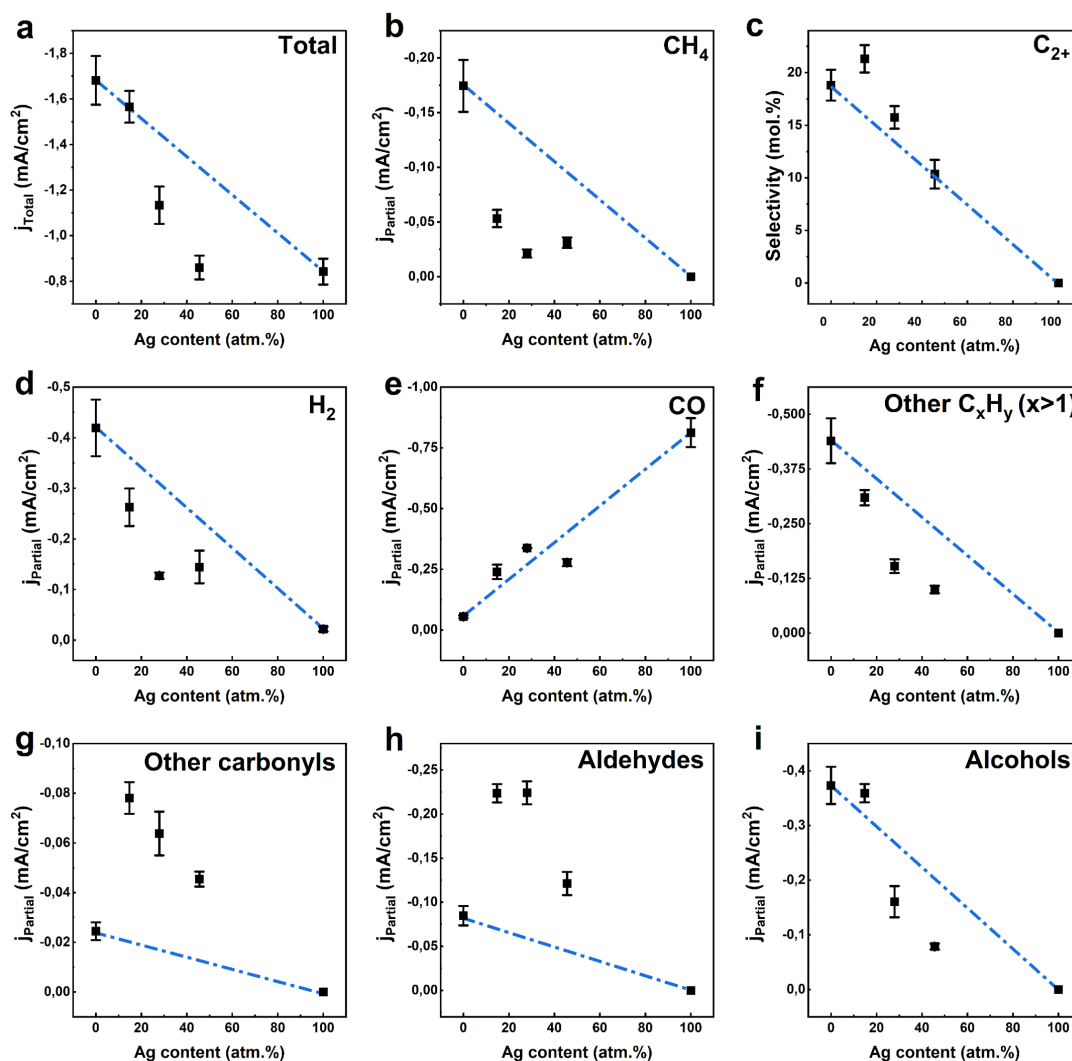 a Total
-1,8
-1,6
-1,4
-1,2
-1,0
-0,8
j_Total (mA/cm²)
0 20 40 60 80 100
Ag content (atm.%)
b CH₄
-0,20
-0,15
-0,10
-0,05
0,00
j_Partial (mA/cm²)
0 20 40 60 80 100
Ag content (atm.%)
c C₂₊
20
15
10
5
0
Selectivity (mol.%)
0 20 40 60 80 100
Ag content (atm.%)
d H₂
-0,5
-0,4
-0,3
-0,2
-0,1
0,0
j_Partial (mA/cm²)
0 20 40 60 80 100
Ag content (atm.%)
e CO
-1,00
-0,75
-0,50
-0,25
0,00
j_Partial (mA/cm²)
0 20 40 60 80 100
Ag content (atm.%)
f Other CₓHᵧ (x>1)
-0,500
-0,375
-0,250
-0,125
0,000
j_Partial (mA/cm²)
0 20 40 60 80 100
Ag content (atm.%)
g Other carbonyls
-0,10
-0,08
-0,06
-0,04
-0,02
0,00
j_Partial (mA/cm²)
0 20 40 60 80 100
Ag content (atm.%)
h Aldehydes
-0,25
-0,20
-0,15
-0,10
-0,05
0,00
j_Partial (mA/cm²)
0 20 40 60 80 100
Ag content (atm.%)
i Alcohols
-0,4
-0,3
-0,2
-0,1
0,0
j_Partial (mA/cm²)
0 20 40 60 80 100
Ag content (atm.%)